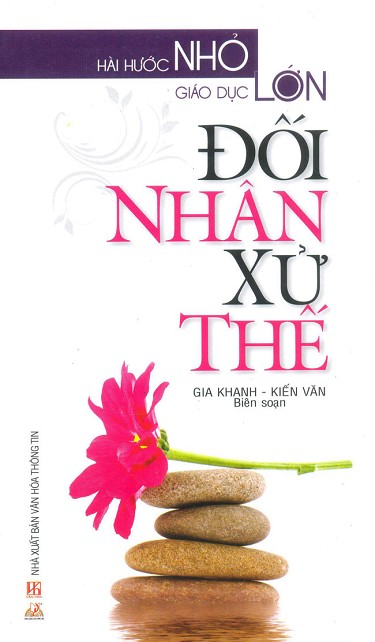 HÀI HƯỚC NHỎ
GIÁO DỤC LỚN
ĐỐI
NHÂN
XỬ
THẾ
GIA KHANH - KIẾN VĂN
Biên soạn
NHÀ XUẤT BẢN VĂN HÓA THÔNG TIN